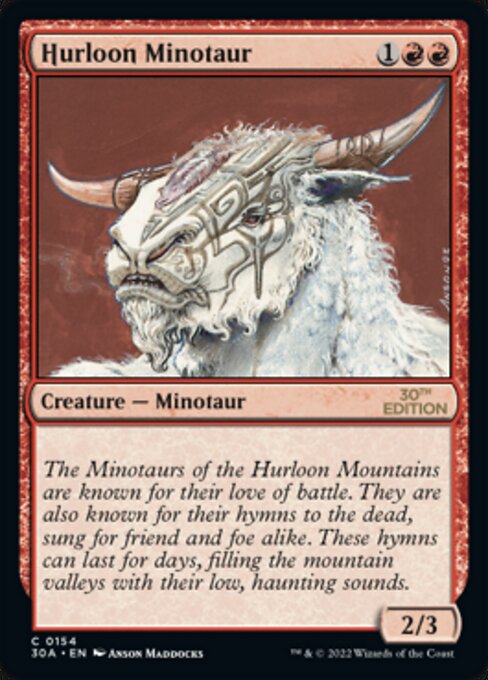 Hurloon Minotaur
1
ANSON OE
Creature — Minotaur
30TH
EDITION
The Minotaurs of the Hurloon Mountains
are known for their love of battle. They are
also known for their hymns to the dead,
sung for friend and foe alike. These hymns
can last for days, filling the mountain
valleys with their low, haunting sounds.
2/3
C 0154
30A • EN Anson Maddocks
™ & © 2022 Wizards of the Coast